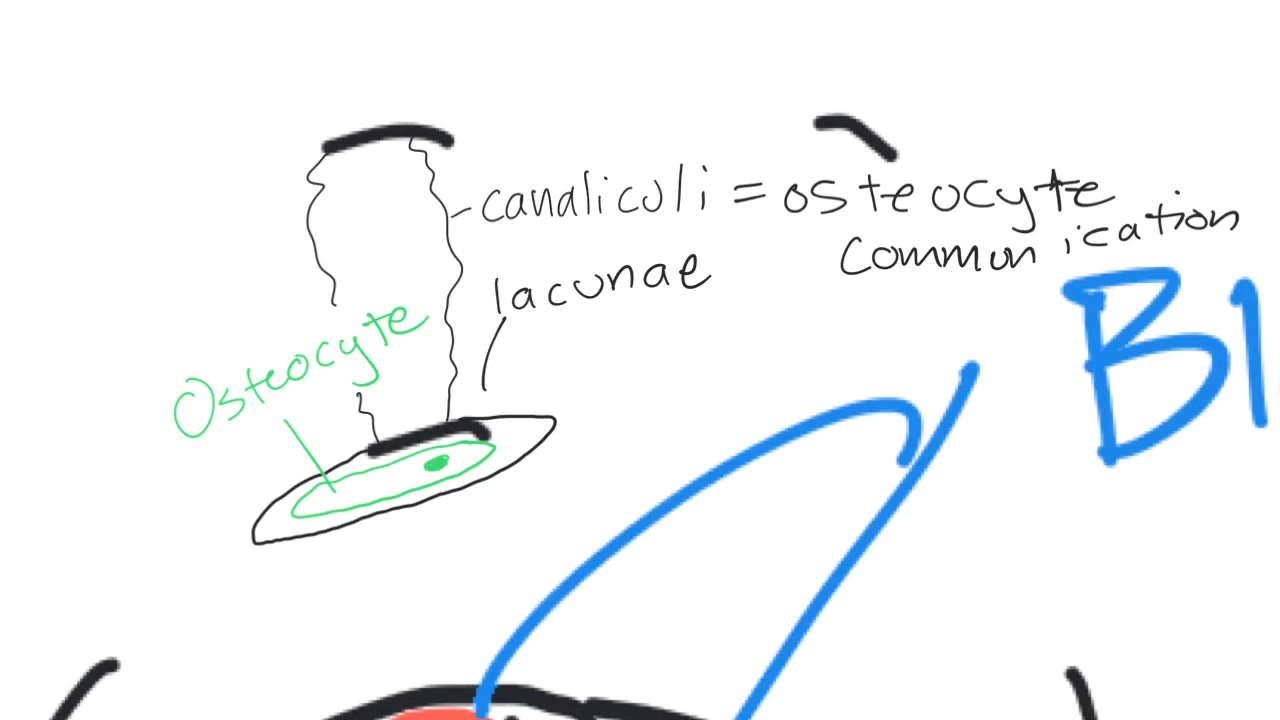 canaliculi = osteocyte
communication
lacunae
Osteocyte
Bl